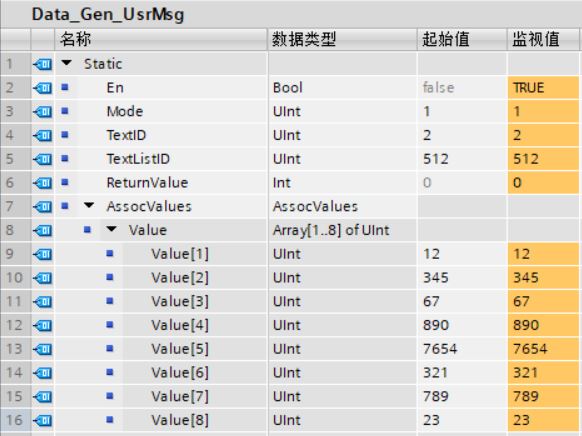 Data_Gen_UsrMsg
名称 数据类型 起始值 监视值
1 Static
2 En Bool false TRUE
3 Mode UInt 1 1
4 TextID UInt 2 2
5 TextListID UInt 512 512
6 ReturnValue Int 0 0
7 AssocValues AssocValues
8 Value Array[1..8] of UInt
9 Value[1] UInt 12 12
10 Value[2] UInt 345 345
11 Value[3] UInt 67 67
12 Value[4] UInt 890 890
13 Value[5] UInt 7654 7654
14 Value[6] UInt 321 321
15 Value[7] UInt 789 789
16 Value[8] UInt 23 23